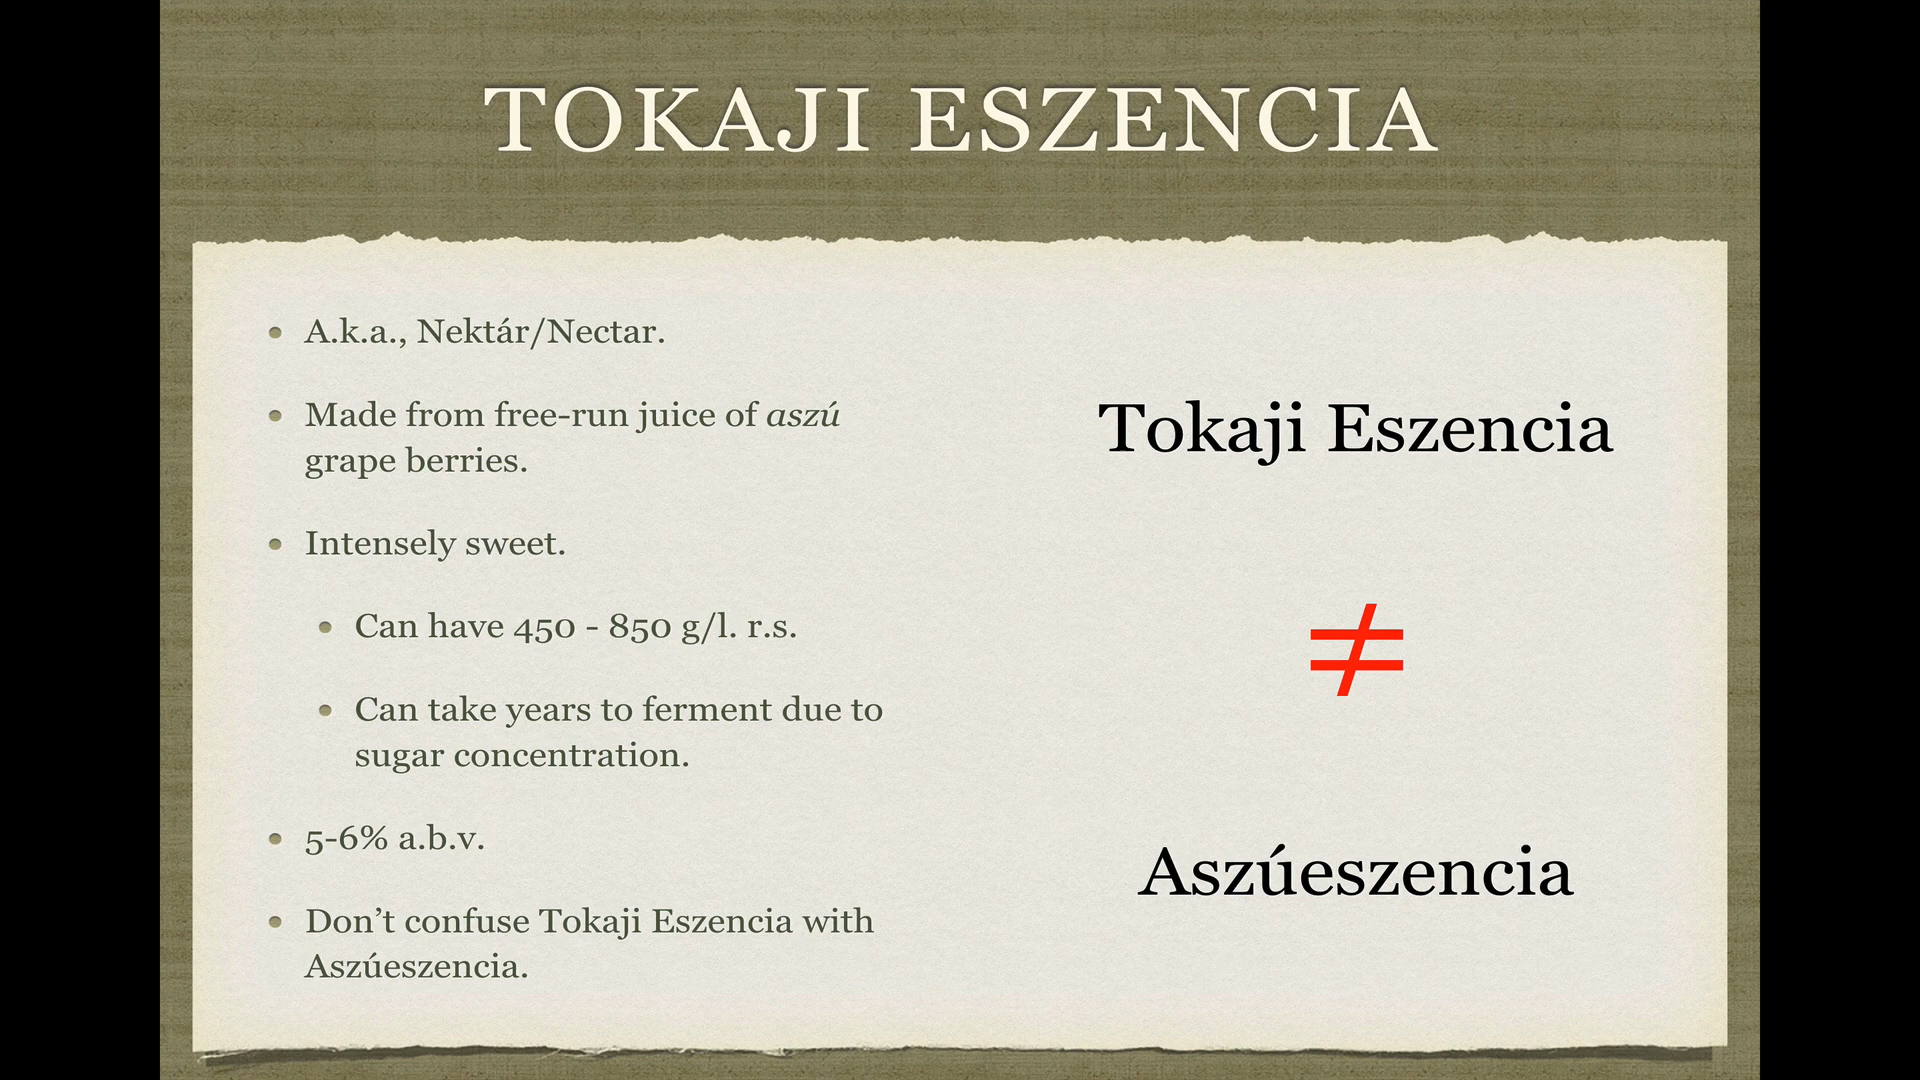 TOKAJI ESZENCIA
• A.k.a., Nektár/Nectar.
• Made from free-run juice of aszú
grape berries.
• Intensely sweet.
• Can have 450 - 850 g/l. r.s.
• Can take years to ferment due to
sugar concentration.
• 5-6% a.b.v.
• Don’t confuse Tokaji Eszencia with
Aszúeszencia.
Tokaji Eszencia
≠
Aszúeszencia